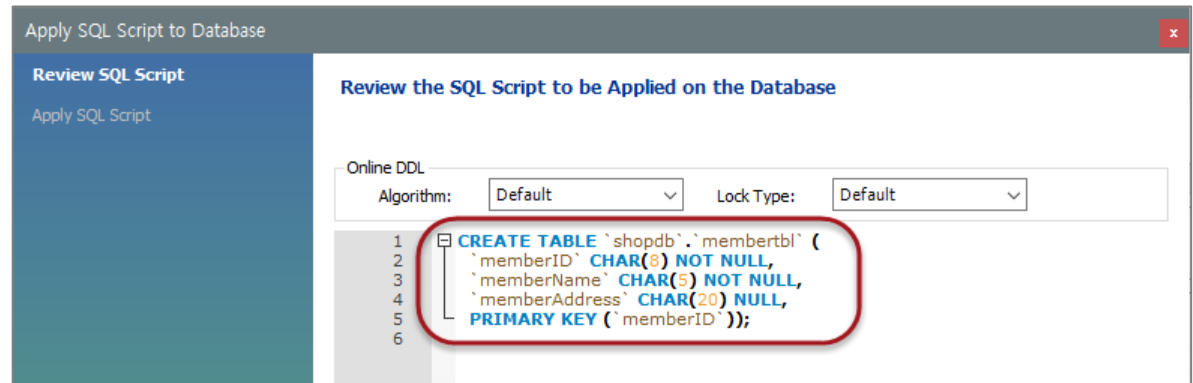 Apply SQL Script to Database
x
Review SQL Script
Apply SQL Script
Review the SQL Script to be Applied on the Database
Online DDL
Algorithm: Default Lock Type: Default
1 CREATE TABLE `shopdb`.`membertbl` (
2 `memberID` CHAR(8) NOT NULL,
3 `memberName` CHAR(5) NOT NULL,
4 `memberAddress` CHAR(20) NULL,
5 PRIMARY KEY (`memberID`));
6